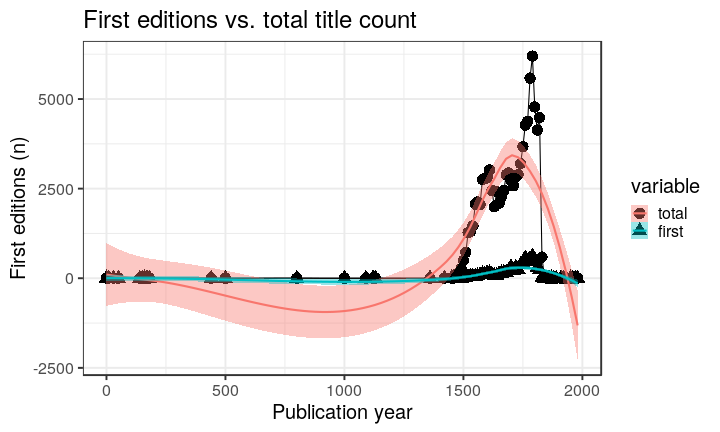 First editions vs. total title count
First editions (n)
5000
2500
0
-2500
0 500 1000 1500 2000
Publication year
variable
total
first